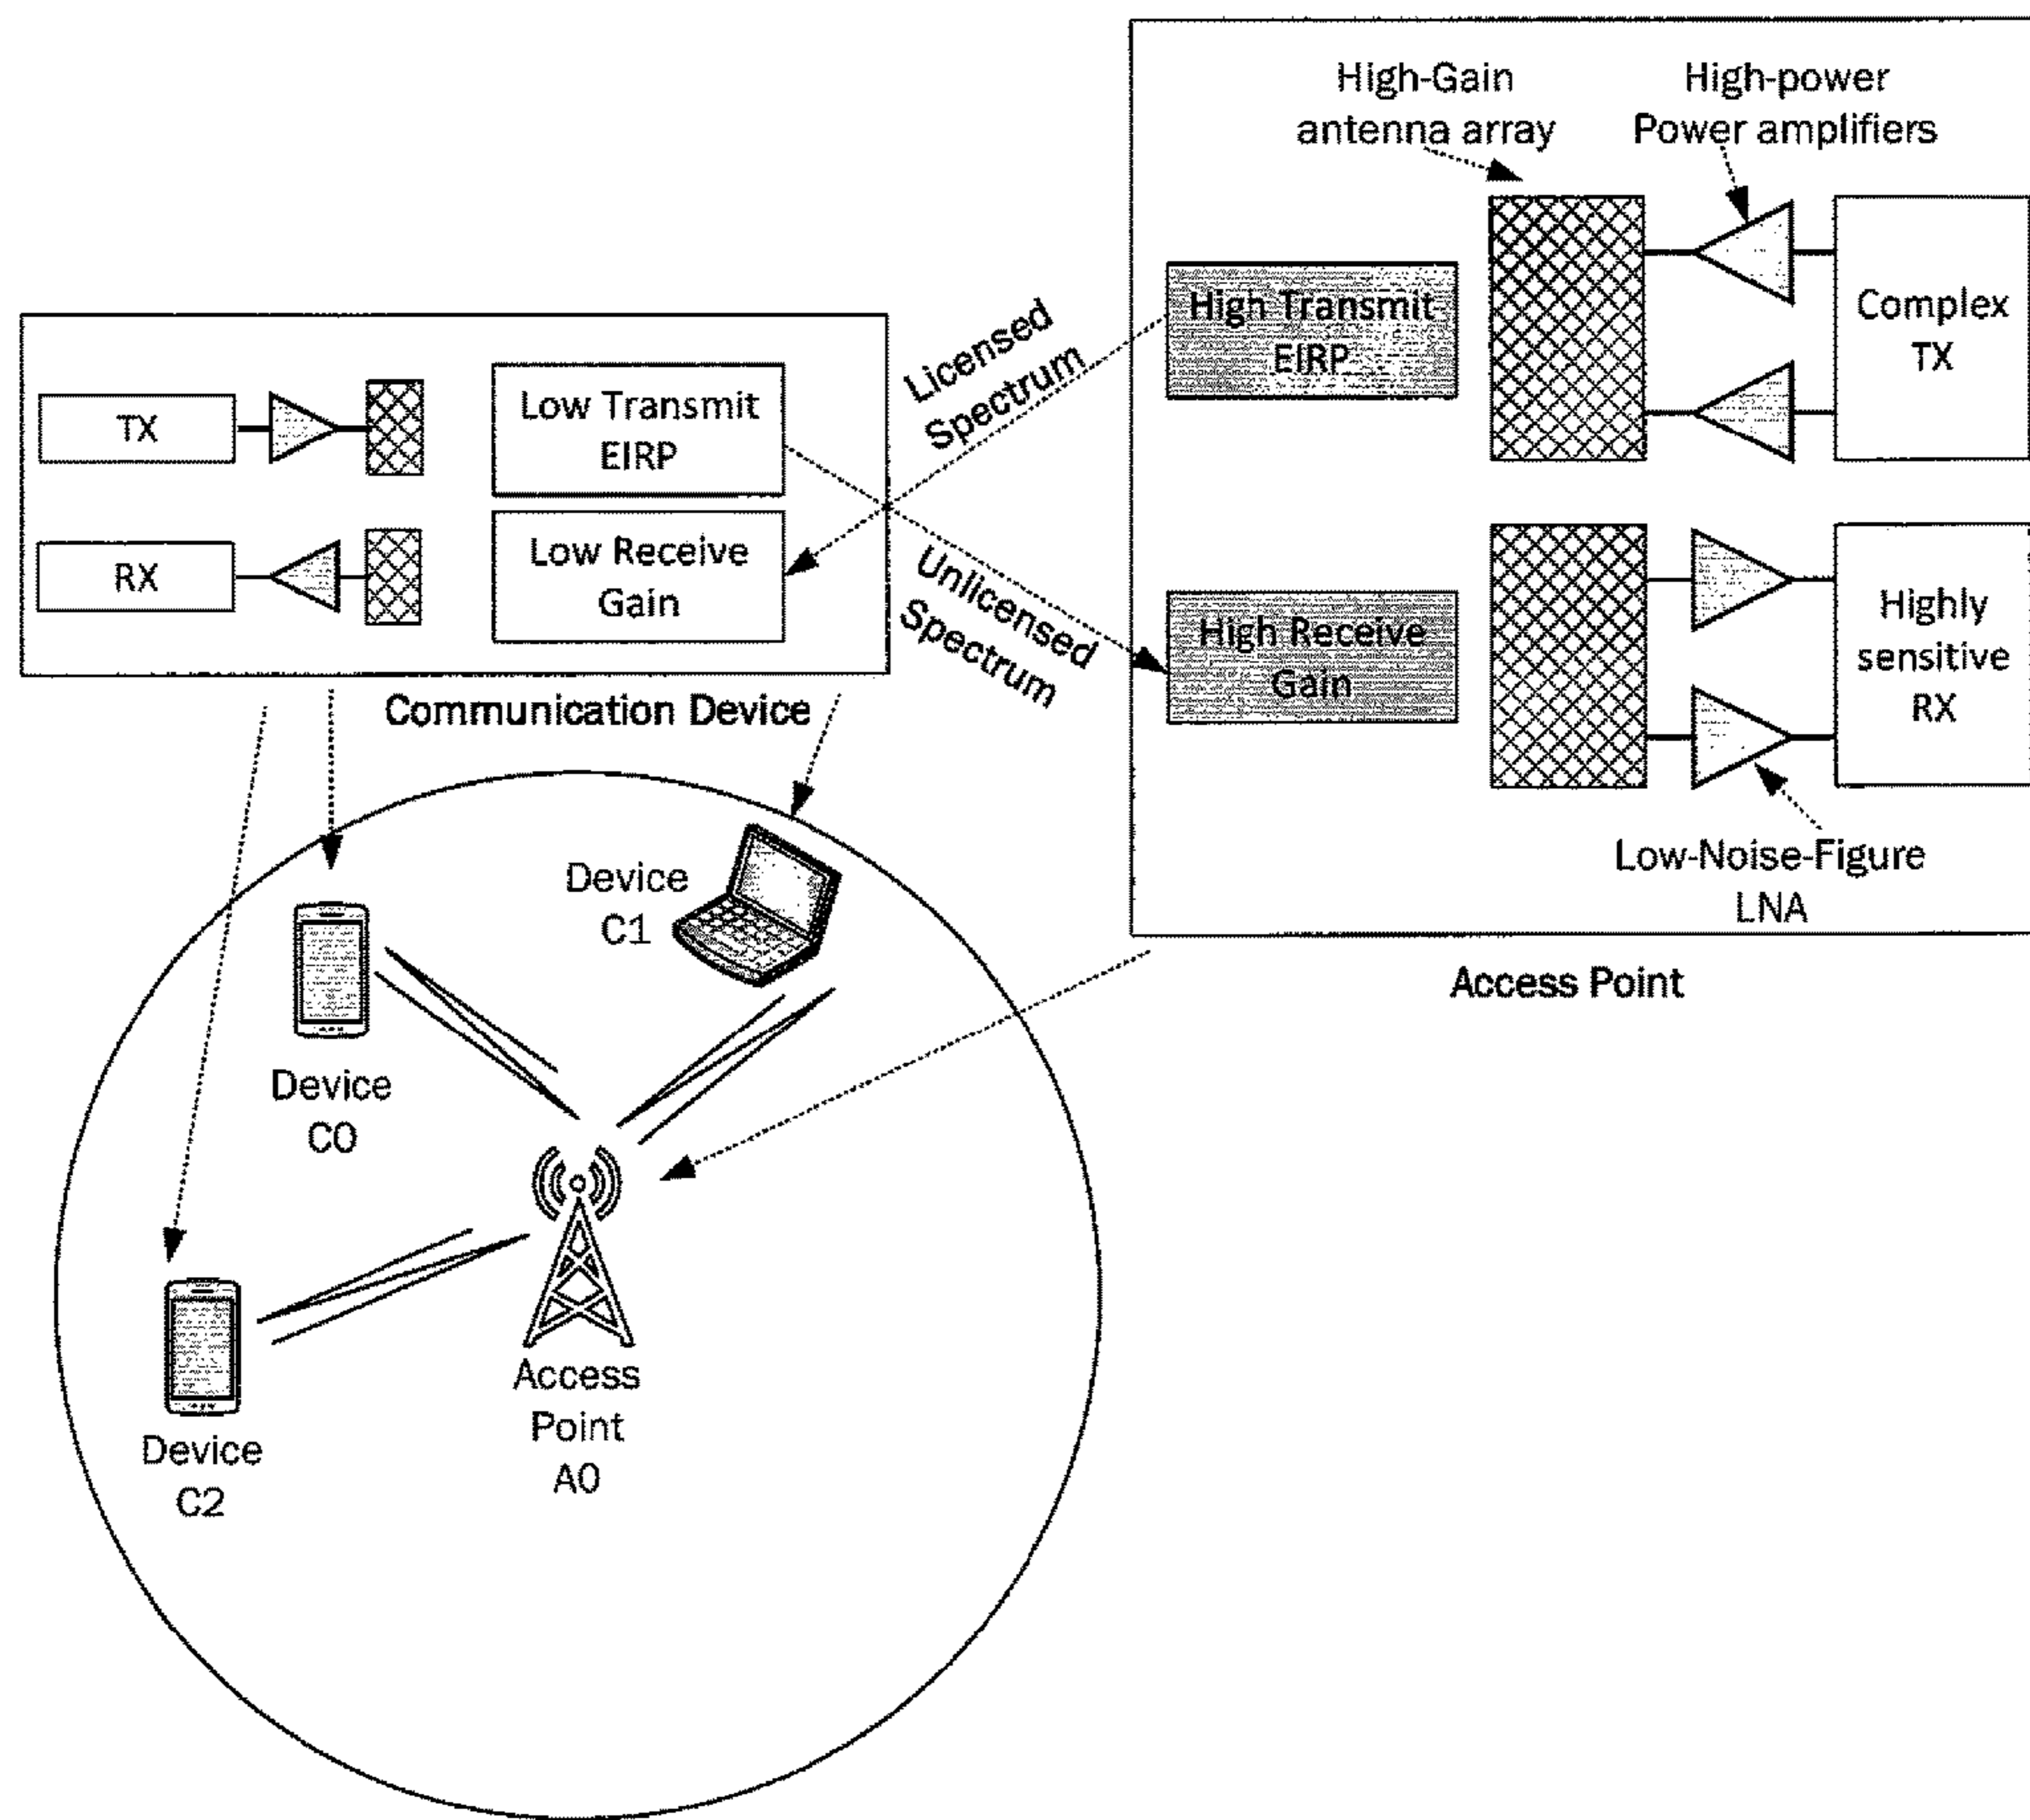 High-Gain
antenna array
High-power
Power amplifiers
High Transmit
EIRP
Complex
TX
Licensed
Spectrum
TX
Low Transmit
EIRP
RX
Low Receive
Gain
Unlicensed
Spectrum
High Receive
Gain
Highly
sensitive
RX
Communication Device
Low-Noise-Figure
LNA
Access Point
Device
C1
Device
C0
Access
Point
A0
Device
C2